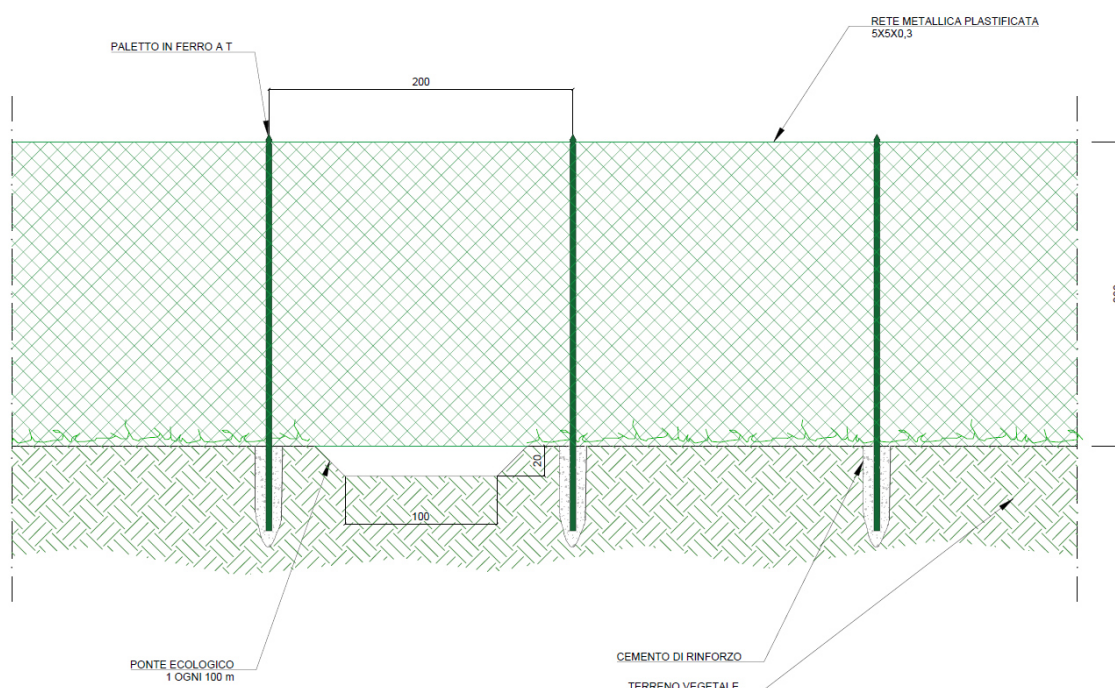 RETE METALLICA PLASTIFICATA
5X5X0,3
PALETTO IN FERRO A T
200
20
100
PONTE ECOLOGICO
1 OGNI 100 m
CEMENTO DI RINFORZO
TERRENO VEGETALE